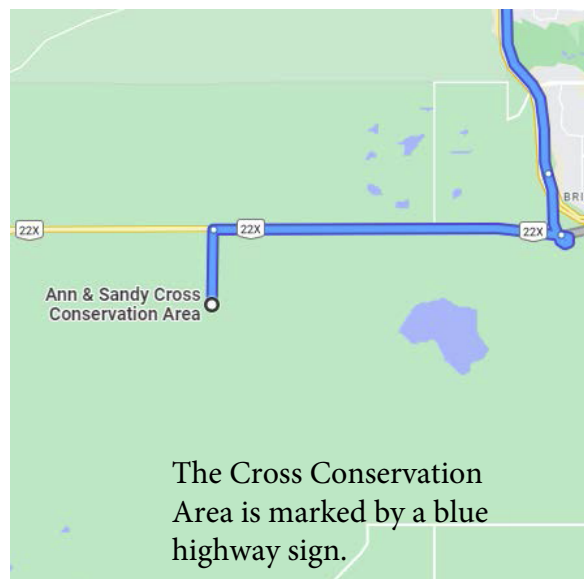 BRI
22X
22X
22X
Ann & Sandy Cross
Conservation Area
The Cross Conservation
Area is marked by a blue
highway sign.